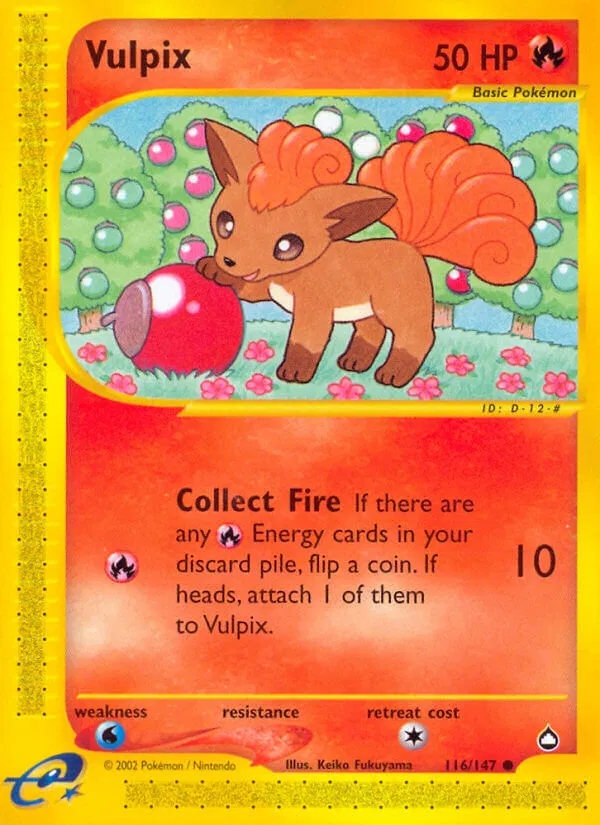 Vulpix 50 HP
Basic Pokémon
ID: D-12-#
Collect Fire If there are
any Energy cards in your
discard pile, flip a coin. If
heads, attach 1 of them
to Vulpix.
10
weakness resistance retreat cost
© 2002 Pokémon / Nintendo Illus. Keiko Fukuyama 116/147
e